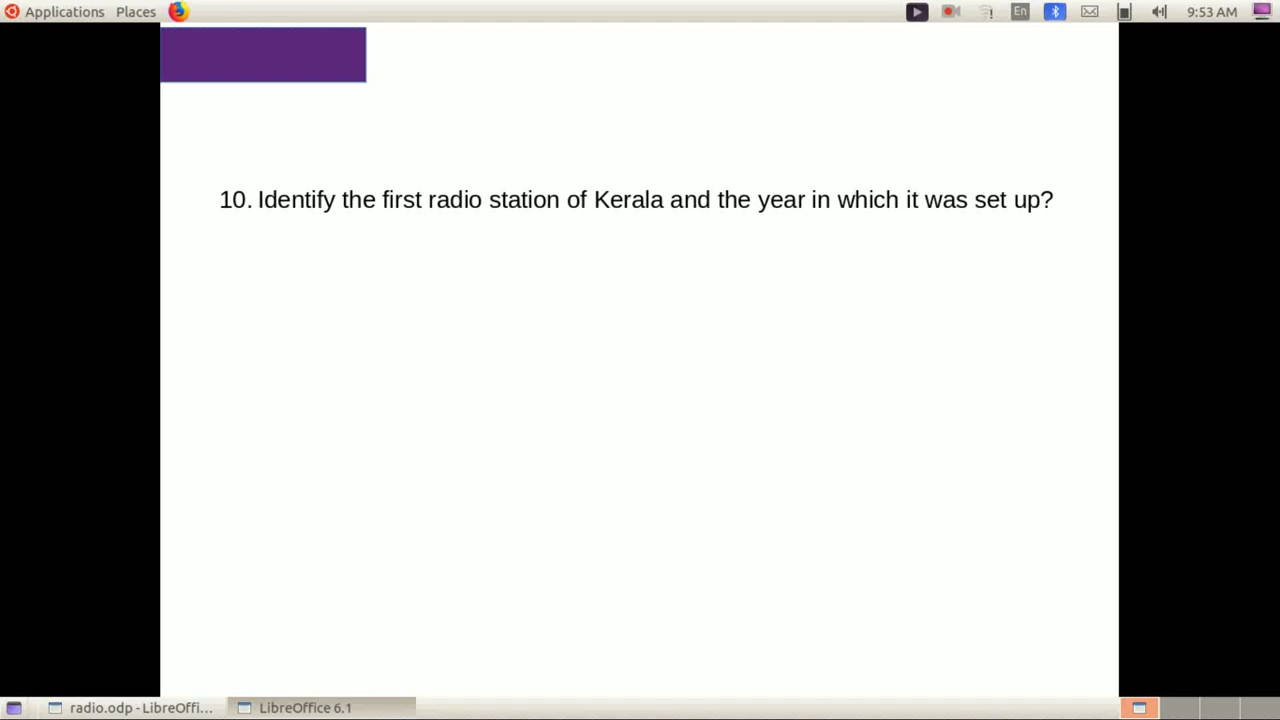 Applications Places En 9:53 AM
10. Identify the first radio station of Kerala and the year in which it was set up?
radio.odp - LibreOffi... LibreOffice 6.1